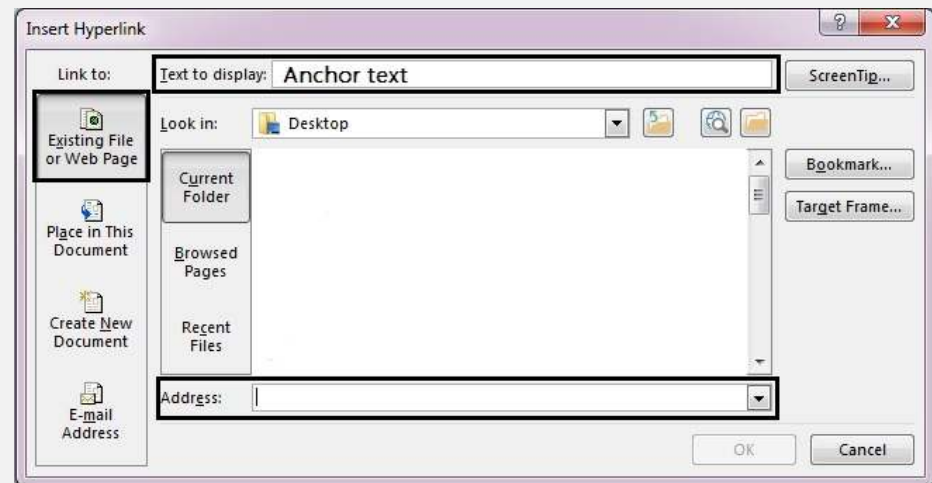 Insert Hyperlink
Link to:
Text to display: Anchor text
ScreenTip...
Existing File
or Web Page
Look in: Desktop
Current
Folder
Bookmark...
Target Frame...
Place in This
Document
Browsed
Pages
Create New
Document
Recent
Files
Address:
E-mail
Address
OK
Cancel